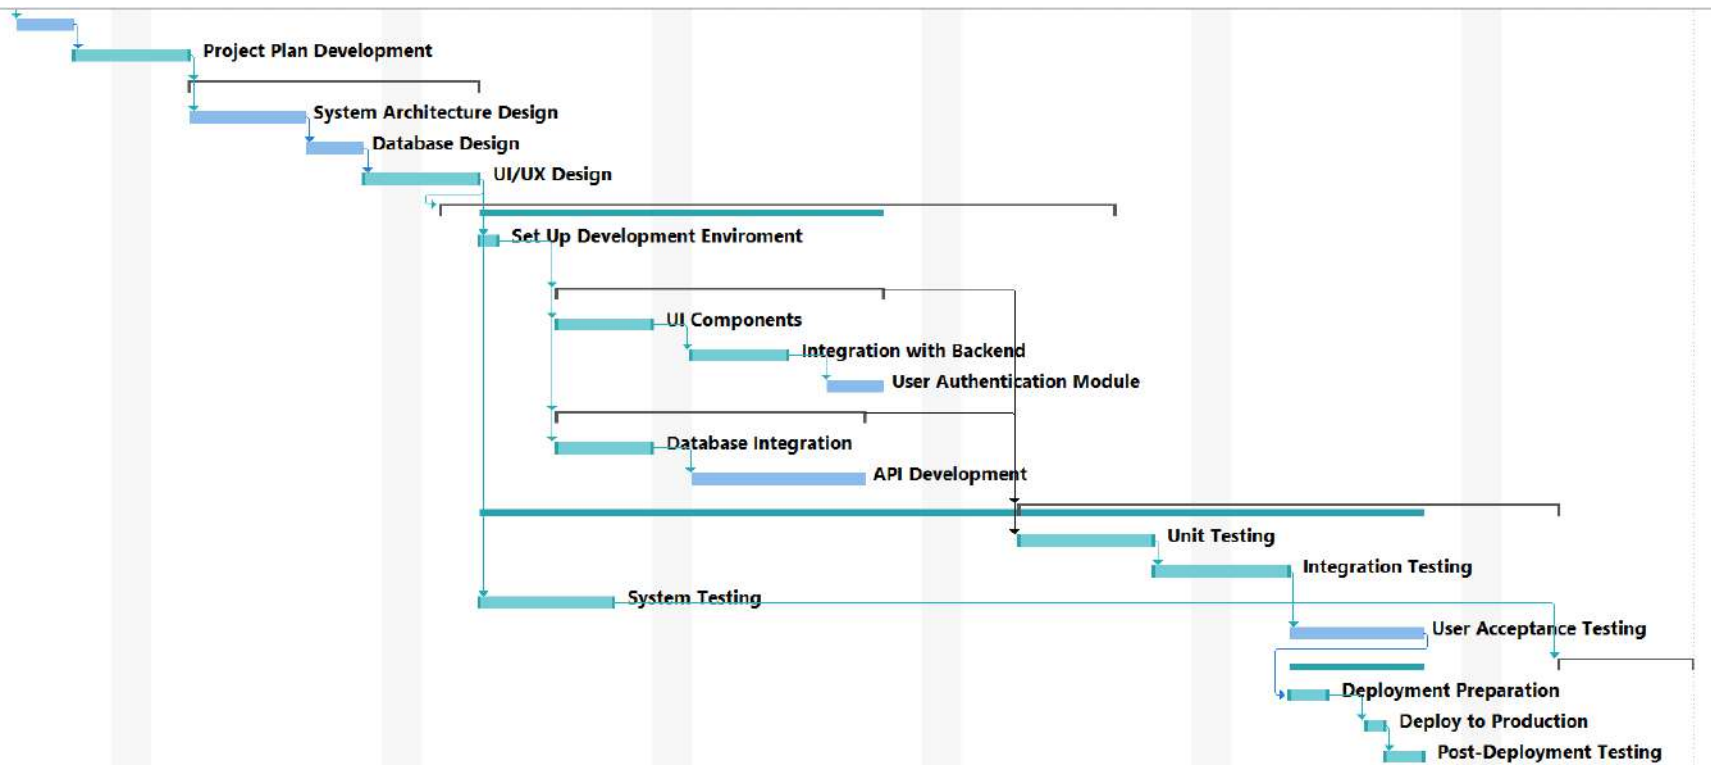 Project Plan Development
System Architecture Design
Database Design
UI/UX Design
Set Up Development Enviroment
UI Components
Integration with Backend
User Authentication Module
Database Integration
API Development
Unit Testing
Integration Testing
System Testing
User Acceptance Testing
Deployment Preparation
Deploy to Production
Post-Deployment Testing